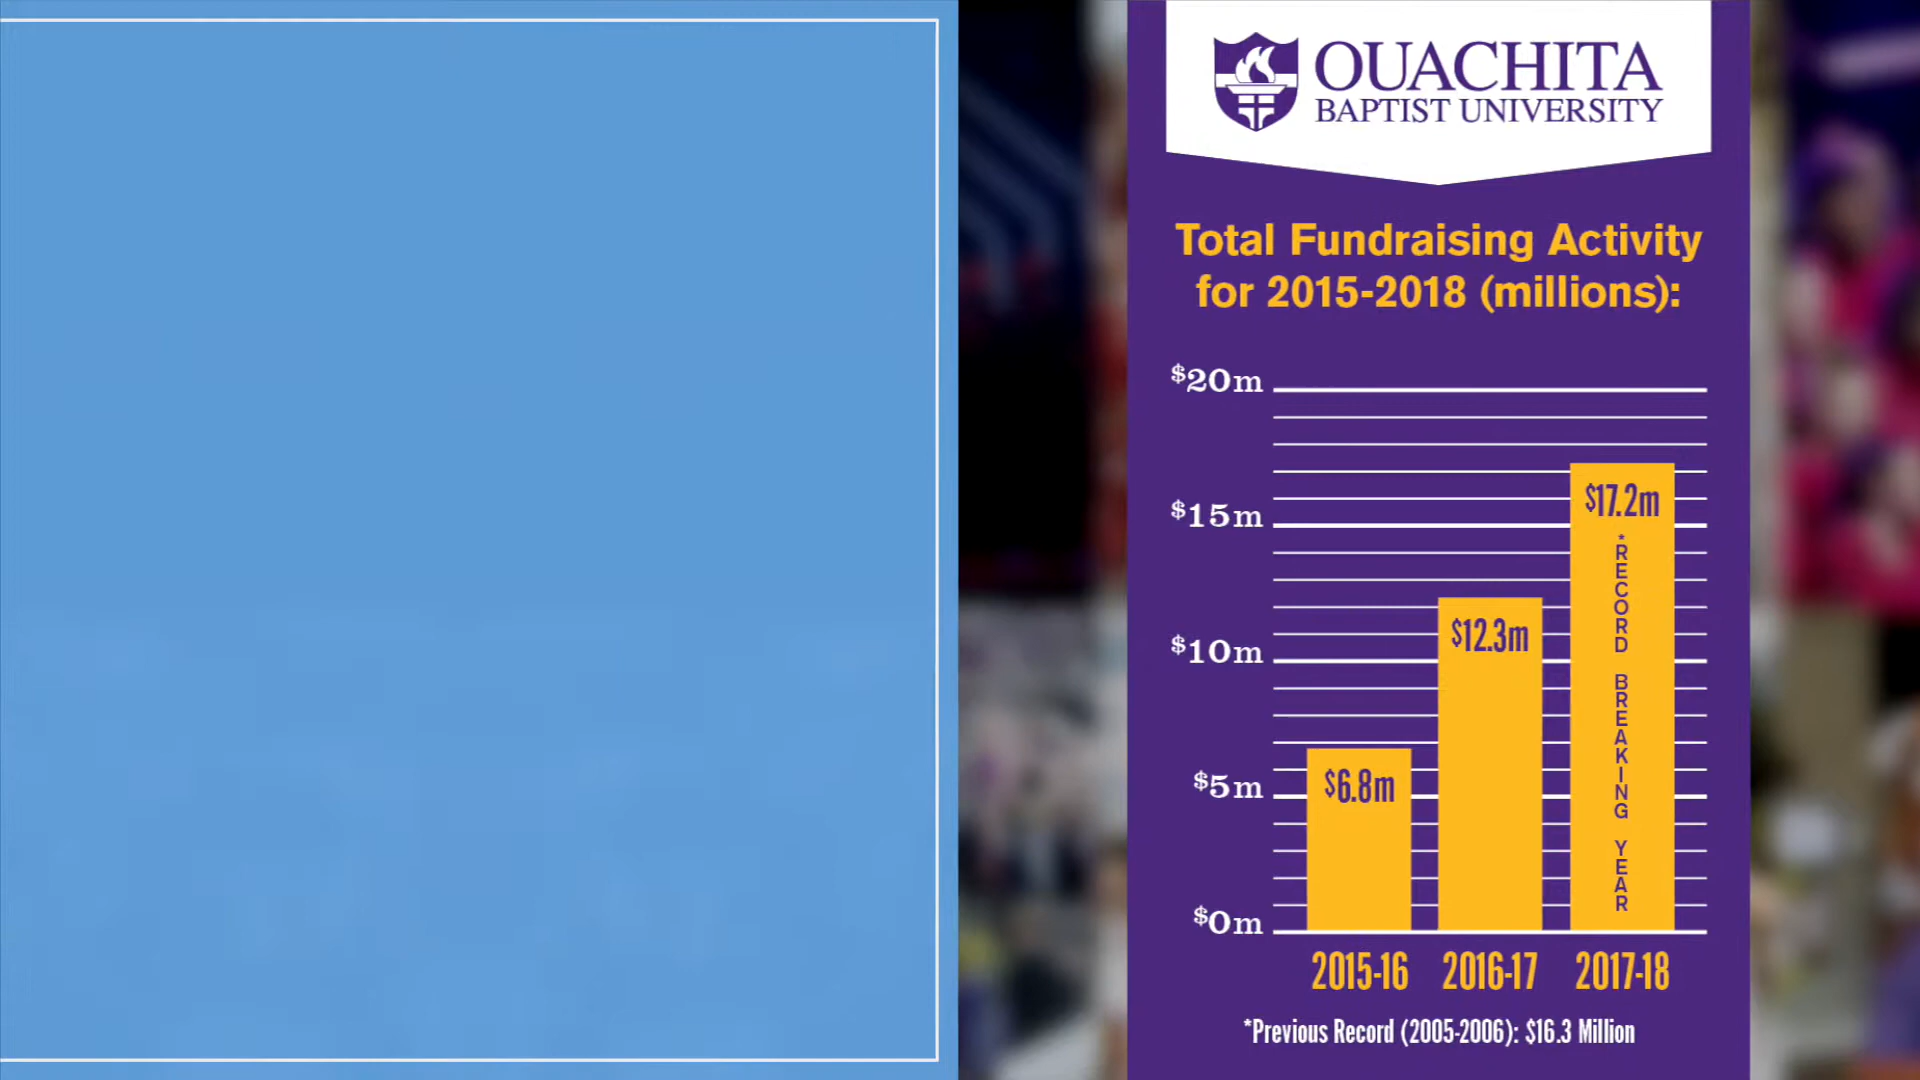 OUACHITA
BAPTIST UNIVERSITY
Total Fundraising Activity
for 2015-2018 (millions):
$20m
$15m
$10m
$5m
$0m
$6.8m
$12.3m
$17.2m
*RECORD BREAKING YEAR
2015-16 2016-17 2017-18
*Previous Record (2005-2006): $16.3 Million